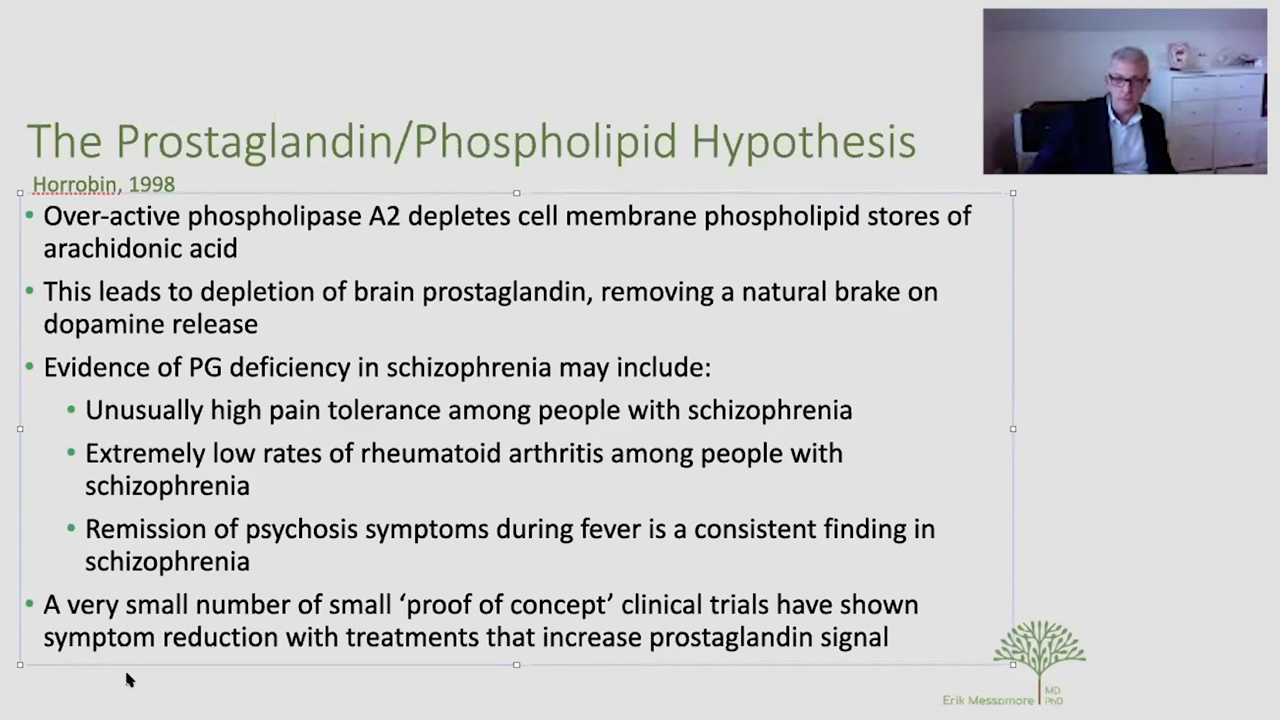 The Prostaglandin/Phospholipid Hypothesis
Horrobin, 1998
• Over-active phospholipase A2 depletes cell membrane phospholipid stores of
arachidonic acid
• This leads to depletion of brain prostaglandin, removing a natural brake on
dopamine release
• Evidence of PG deficiency in schizophrenia may include:
• Unusually high pain tolerance among people with schizophrenia
• Extremely low rates of rheumatoid arthritis among people with
schizophrenia
• Remission of psychosis symptoms during fever is a consistent finding in
schizophrenia
• A very small number of small ‘proof of concept’ clinical trials have shown
symptom reduction with treatments that increase prostaglandin signal
Erik Messamore
MD
PhD